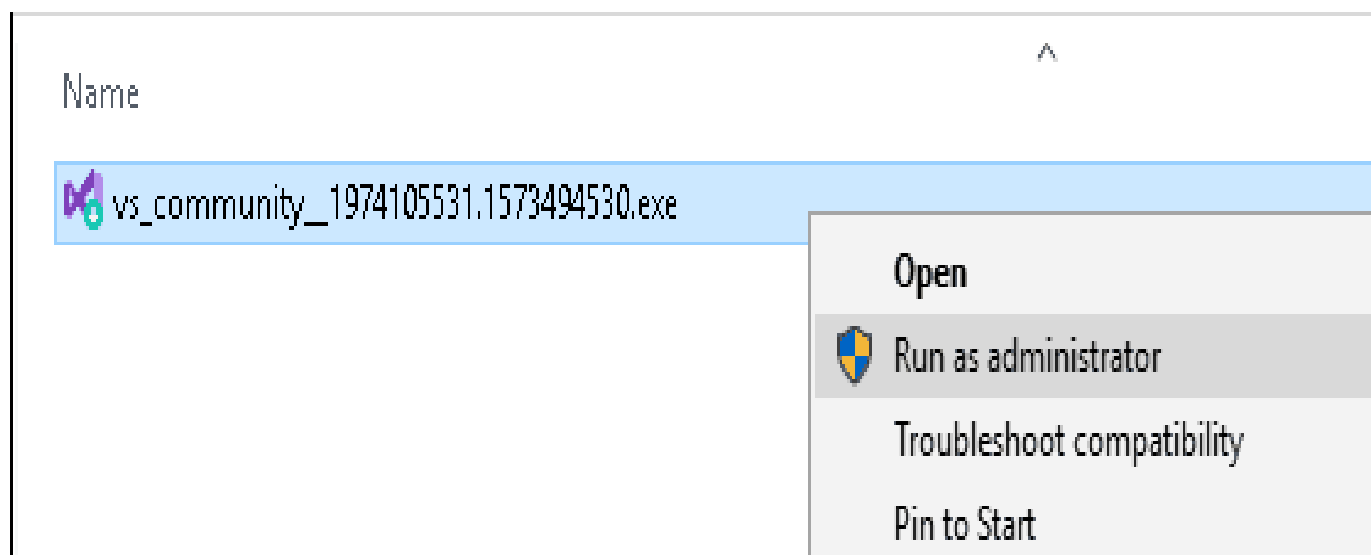 Name
vs_community__1974105531.1573494530.exe
Open
Run as administrator
Troubleshoot compatibility
Pin to Start